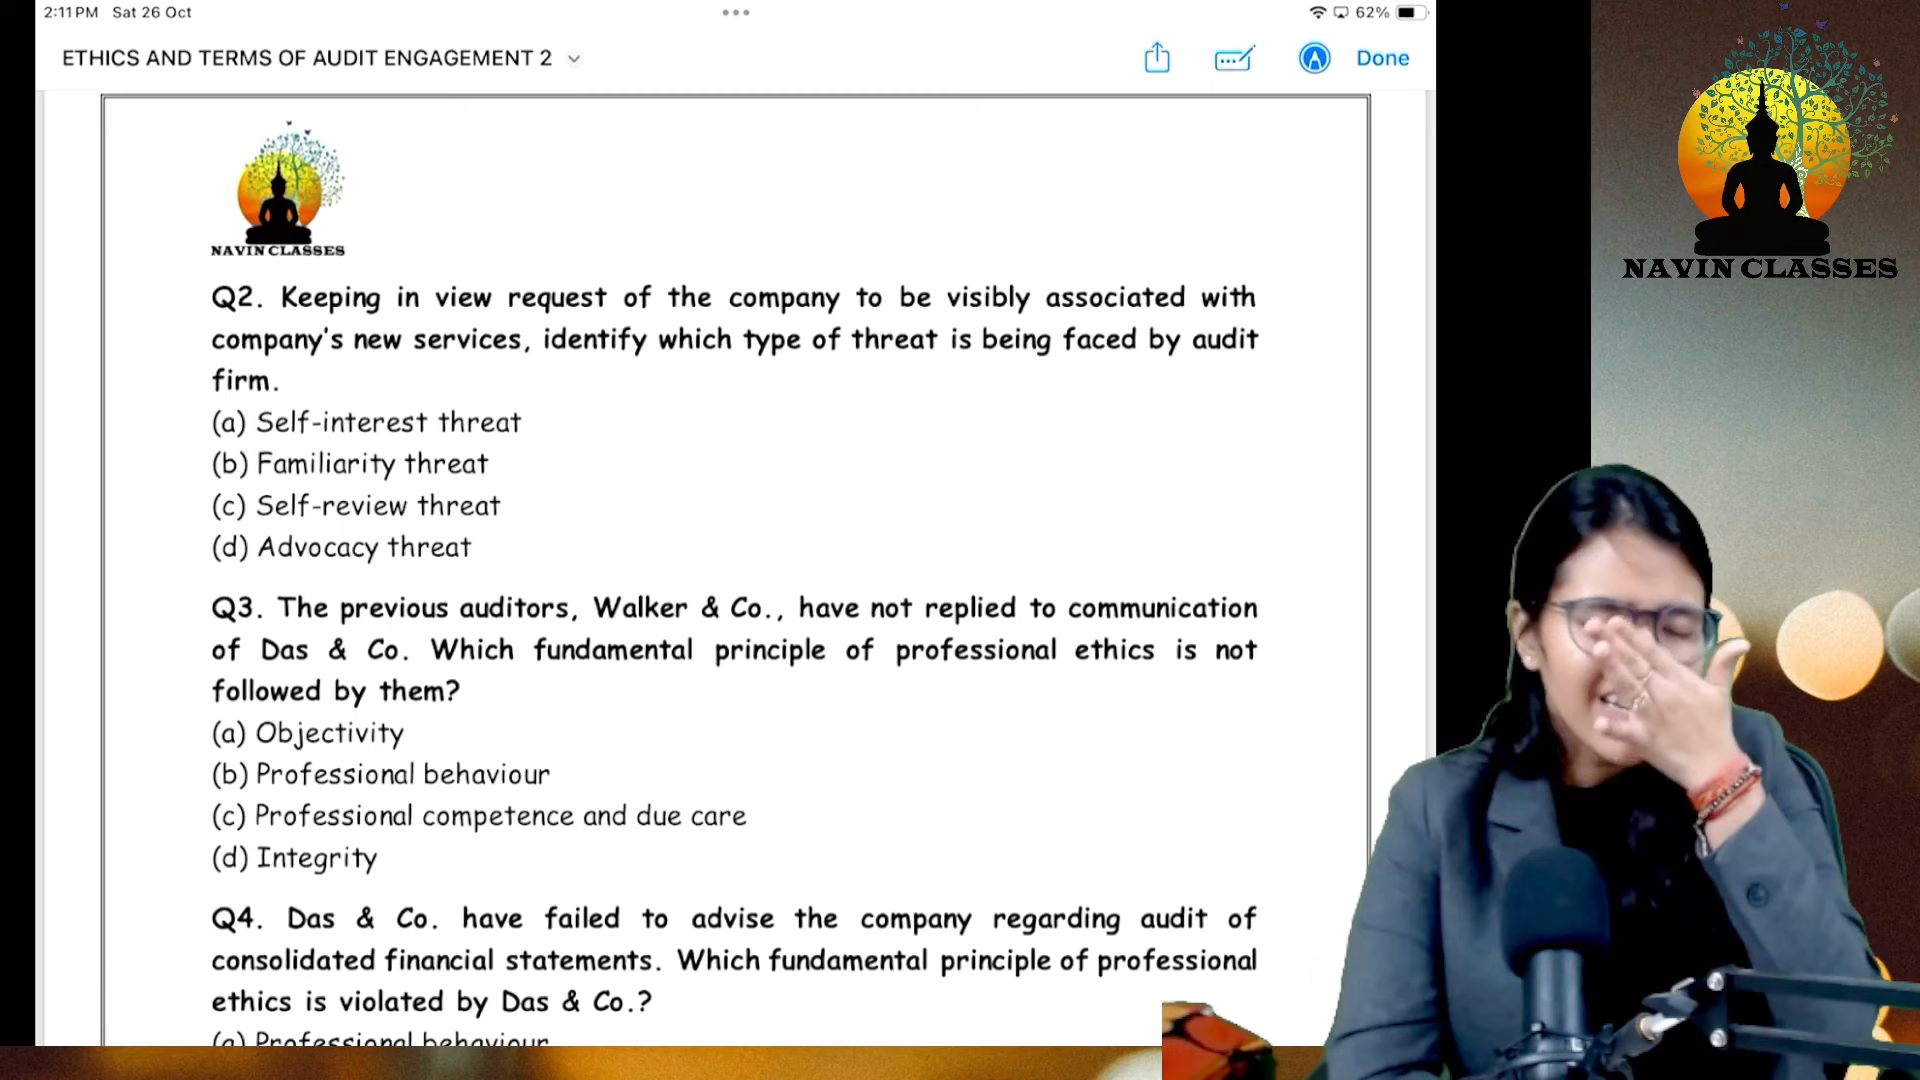 2:11 PM Sat 26 Oct
62%
ETHICS AND TERMS OF AUDIT ENGAGEMENT 2
Done
NAVIN CLASSES
NAVIN CLASSES
Q2. Keeping in view request of the company to be visibly associated with
company's new services, identify which type of threat is being faced by audit
firm.
(a) Self-interest threat
(b) Familiarity threat
(c) Self-review threat
(d) Advocacy threat
Q3. The previous auditors, Walker & Co., have not replied to communication
of Das & Co. Which fundamental principle of professional ethics is not
followed by them?
(a) Objectivity
(b) Professional behaviour
(c) Professional competence and due care
(d) Integrity
Q4. Das & Co. have failed to advise the company regarding audit of
consolidated financial statements. Which fundamental principle of professional
ethics is violated by Das & Co.?
(a) Professional behaviour